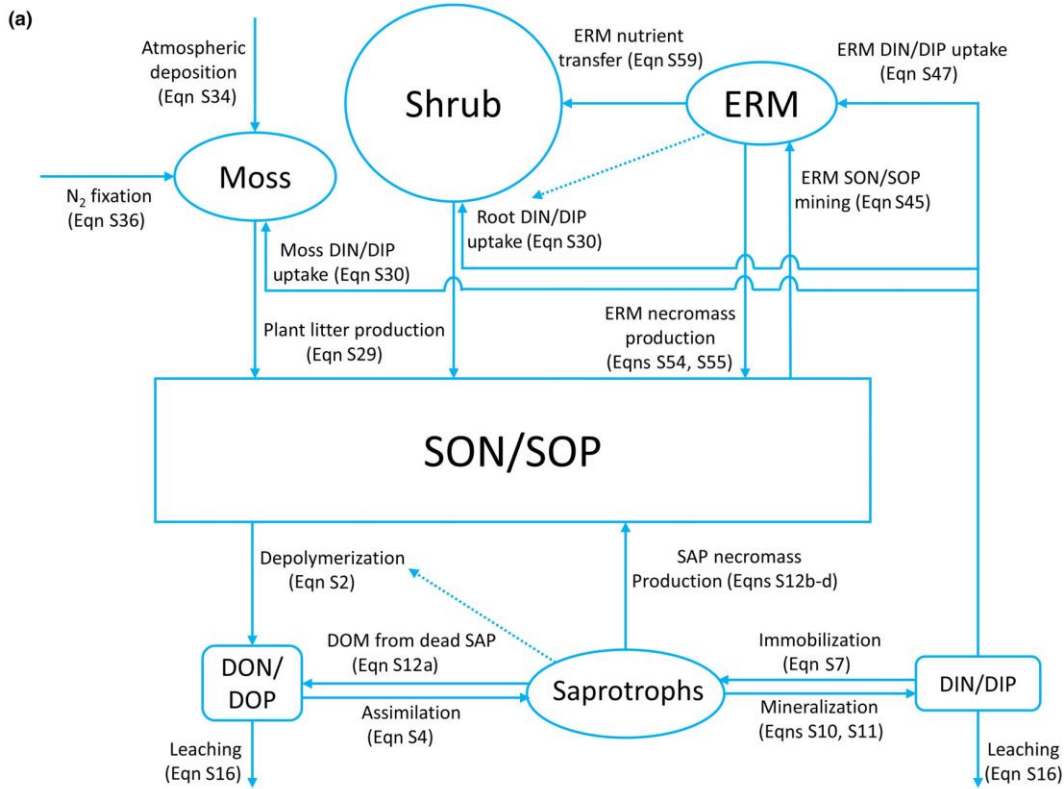 (a)
Atmospheric
deposition
(Eqn S34)
N₂ fixation
(Eqn S36)
Moss
Shrub
ERM nutrient
transfer (Eqn S59)
ERM
ERM DIN/DIP uptake
(Eqn S47)
ERM SON/SOP
mining (Eqn S45)
Root DIN/DIP
uptake (Eqn S30)
Moss DIN/DIP
uptake (Eqn S30)
Plant litter production
(Eqn S29)
ERM necromass
production
(Eqns S54, S55)
SON/SOP
Depolymerization
(Eqn S2)
SAP necromass
Production (Eqns S12b-d)
DOM from dead SAP
(Eqn S12a)
Immobilization
(Eqn S7)
DON/
DOP
Saprotrophs
DIN/DIP
Assimilation
(Eqn S4)
Mineralization
(Eqns S10, S11)
Leaching
(Eqn S16)
Leaching
(Eqn S16)